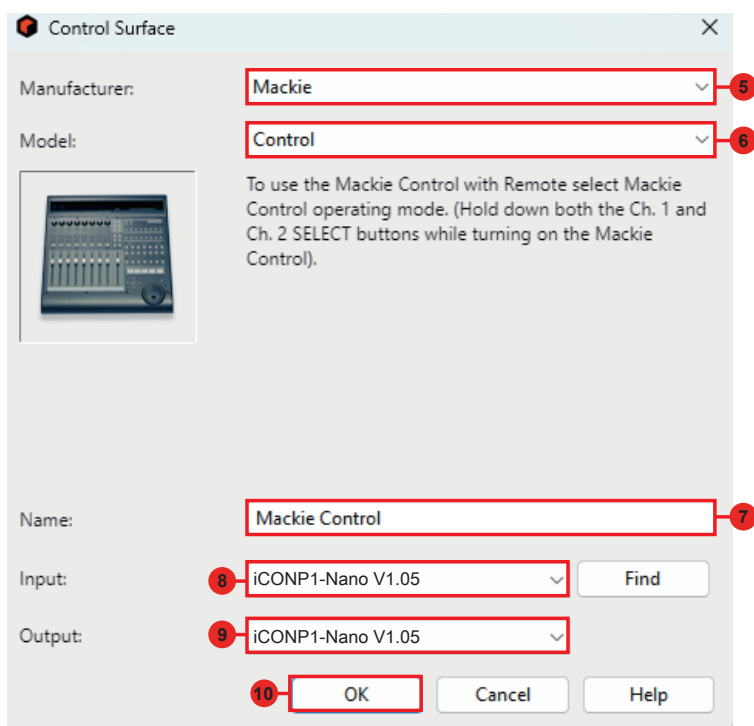 Control Surface
Manufacturer:
Mackie
5
Model:
Control
6
To use the Mackie Control with Remote select Mackie
Control operating mode. (Hold down both the Ch. 1 and
Ch. 2 SELECT buttons while turning on the Mackie
Control).
Name:
Mackie Control
7
Input:
8
iCONP1-Nano V1.05
Find
Output:
9
iCONP1-Nano V1.05
10
OK
Cancel
Help